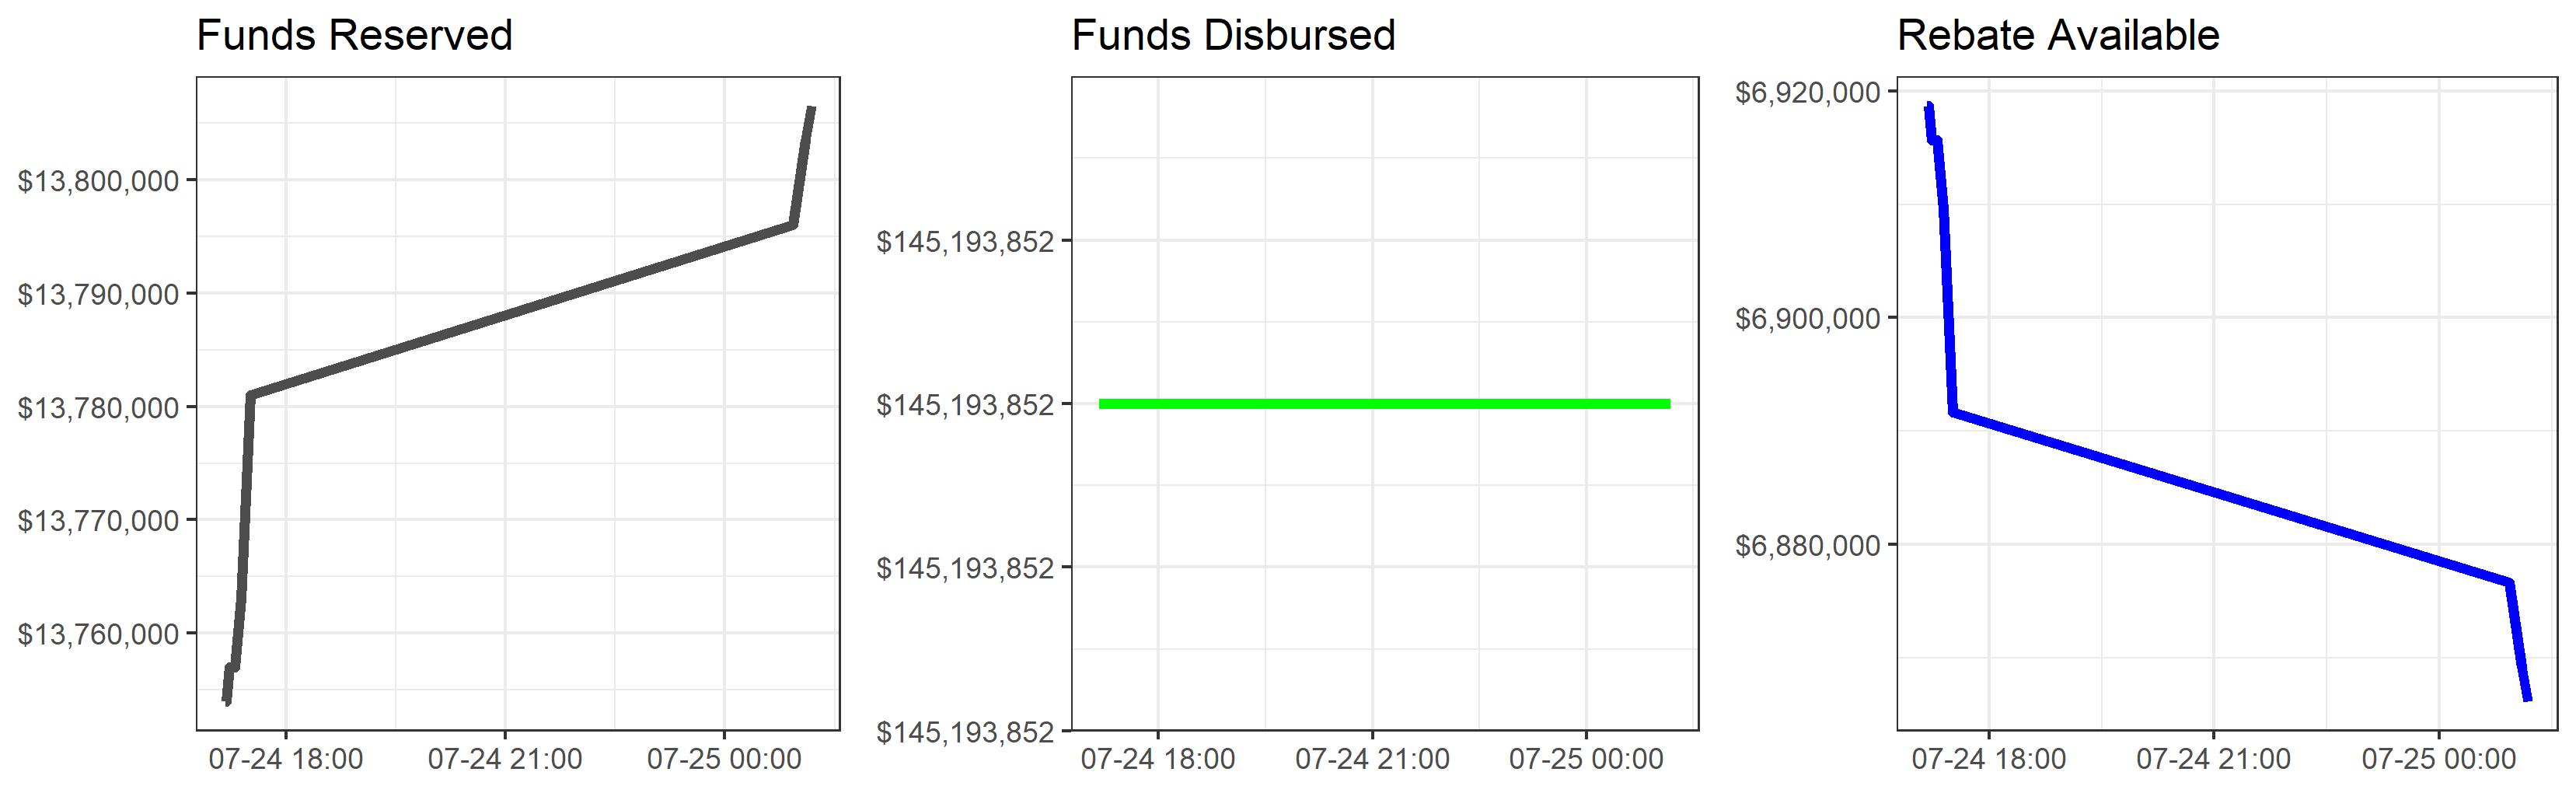 Funds Reserved
$13,800,000
$13,790,000
$13,780,000
$13,770,000
$13,760,000
07-24 18:00 07-24 21:00 07-25 00:00
Funds Disbursed
$145,193,852
$145,193,852
$145,193,852
$145,193,852
07-24 18:00 07-24 21:00 07-25 00:00
Rebate Available
$6,920,000
$6,900,000
$6,880,000
07-24 18:00 07-24 21:00 07-25 00:00